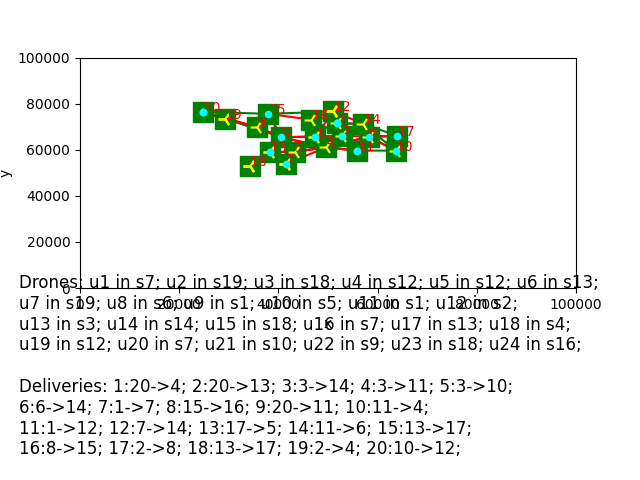 100000
80000
60000
40000
20000
y
100000
Drones: u1 in s7; u2 in s19; u3 in s18; u4 in s12; u5 in s12; u6 in s13;
u7 in s19; u8 in s6; u9 in s1; u10 in s5; u11 in s1; u12 in s2;
u13 in s3; u14 in s14; u15 in s18; u16 in s7; u17 in s13; u18 in s4;
u19 in s12; u20 in s7; u21 in s10; u22 in s9; u23 in s18; u24 in s16;
Deliveries: 1:20->4; 2:20->13; 3:3->14; 4:3->11; 5:3->10;
6:6->14; 7:1->7; 8:15->16; 9:20->11; 10:11->4;
11:1->12; 12:7->14; 13:17->5; 14:11->6; 15:13->17;
16:8->15; 17:2->8; 18:13->17; 19:2->4; 20:10->12;